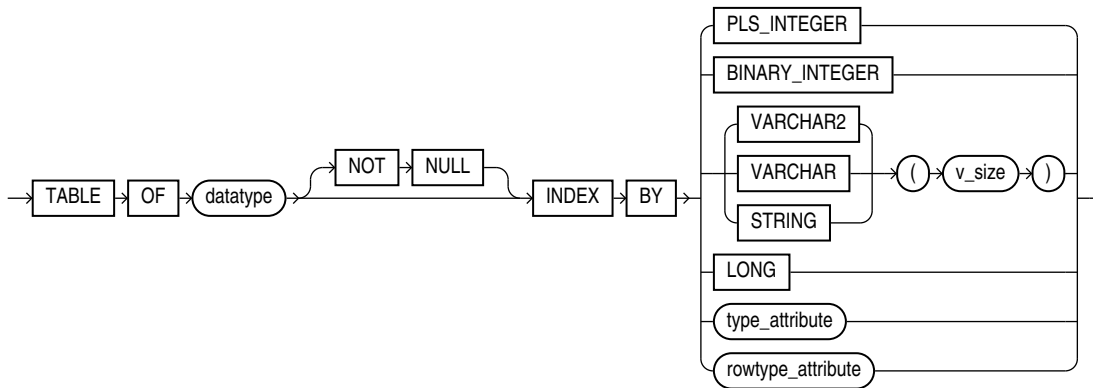 PLS_INTEGER
BINARY_INTEGER
VARCHAR2
NOT NULL
VARCHAR ( v_size )
TABLE OF datatype INDEX BY
STRING
LONG
type_attribute
rowtype_attribute